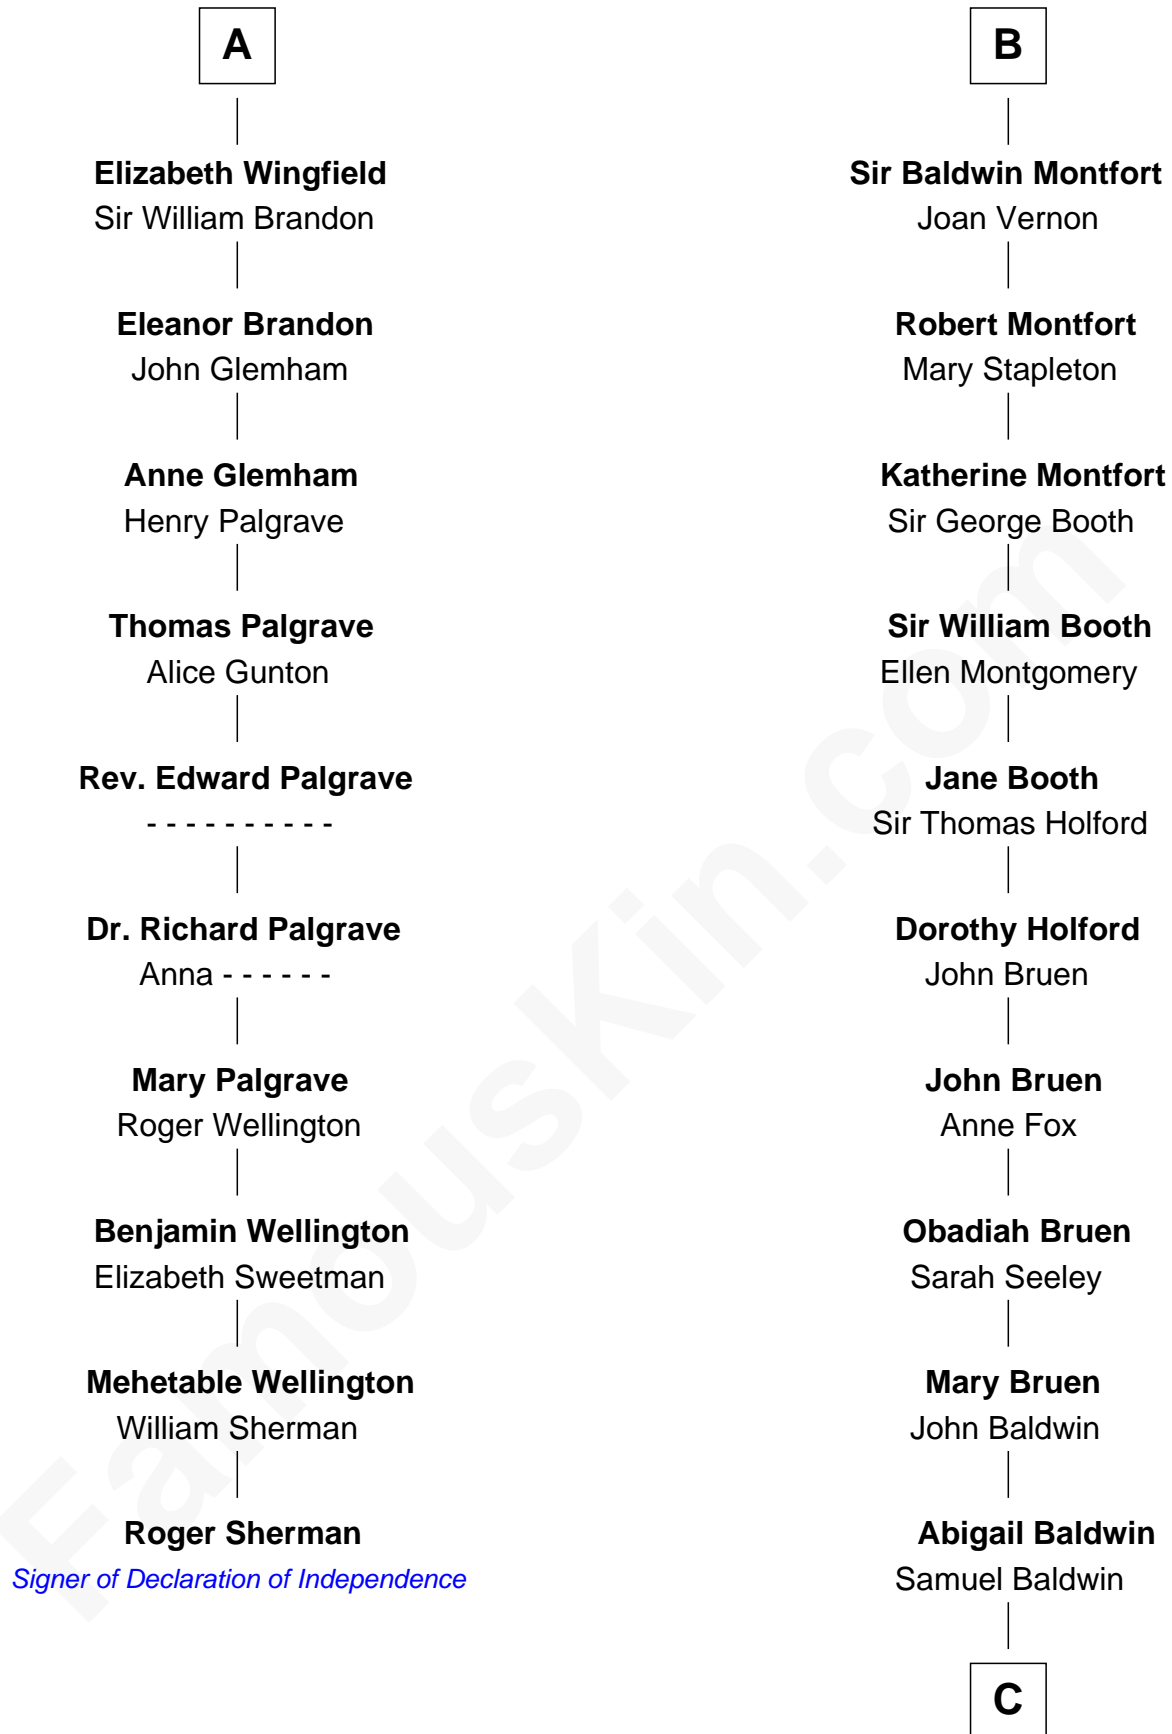 A
Elizabeth Wingfield
Sir William Brandon
Eleanor Brandon
John Glemham
Anne Glemham
Henry Palgrave
Thomas Palgrave
Alice Gunton
Rev. Edward Palgrave
- - - - - - - - - -
Dr. Richard Palgrave
Anna - - - - - -
Mary Palgrave
Roger Wellington
Benjamin Wellington
Elizabeth Sweetman
Mehetable Wellington
William Sherman
Roger Sherman
Signer of Declaration of Independence
B
Sir Baldwin Montfort
Joan Vernon
Robert Montfort
Mary Stapleton
Katherine Montfort
Sir George Booth
Sir William Booth
Ellen Montgomery
Jane Booth
Sir Thomas Holford
Dorothy Holford
John Bruen
John Bruen
Anne Fox
Obadiah Bruen
Sarah Seeley
Mary Bruen
John Baldwin
Abigail Baldwin
Samuel Baldwin
C
FamousKin.com